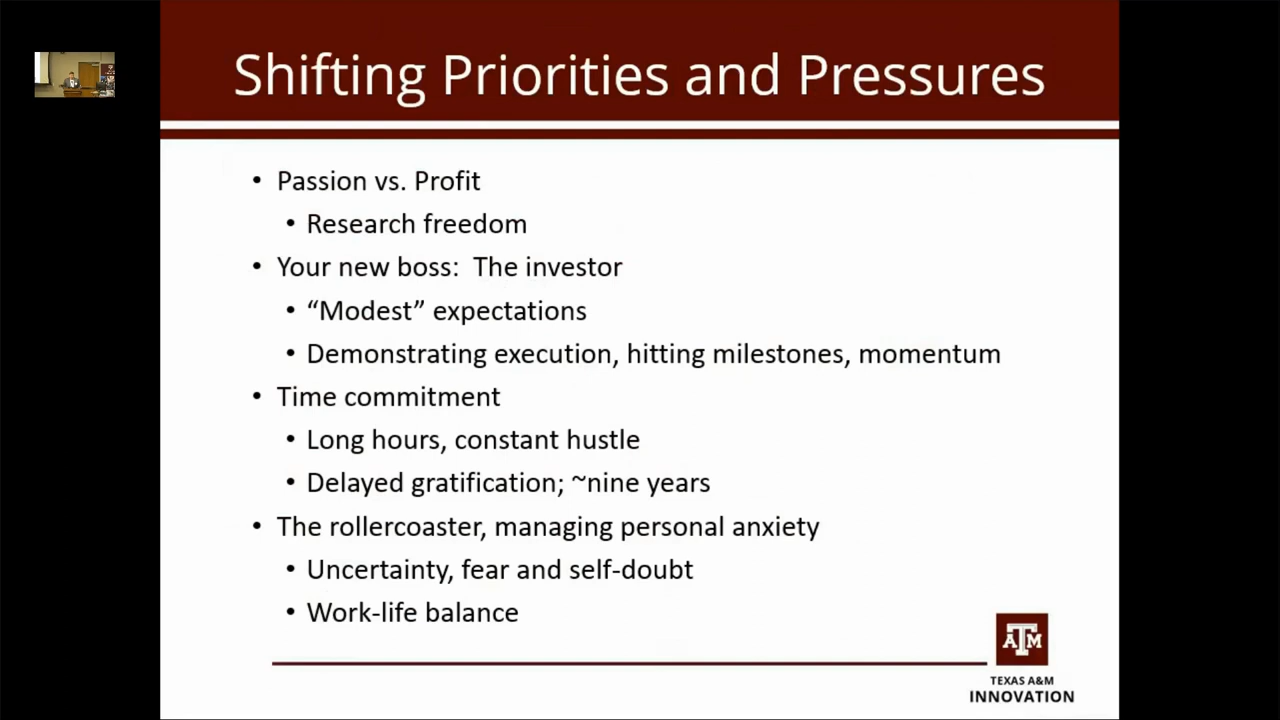 Shifting Priorities and Pressures
• Passion vs. Profit
• Research freedom
• Your new boss:  The investor
• “Modest” expectations
• Demonstrating execution, hitting milestones, momentum
• Time commitment
• Long hours, constant hustle
• Delayed gratification; ~nine years
• The rollercoaster, managing personal anxiety
• Uncertainty, fear and self-doubt
• Work-life balance
ATM
TEXAS A&M
INNOVATION